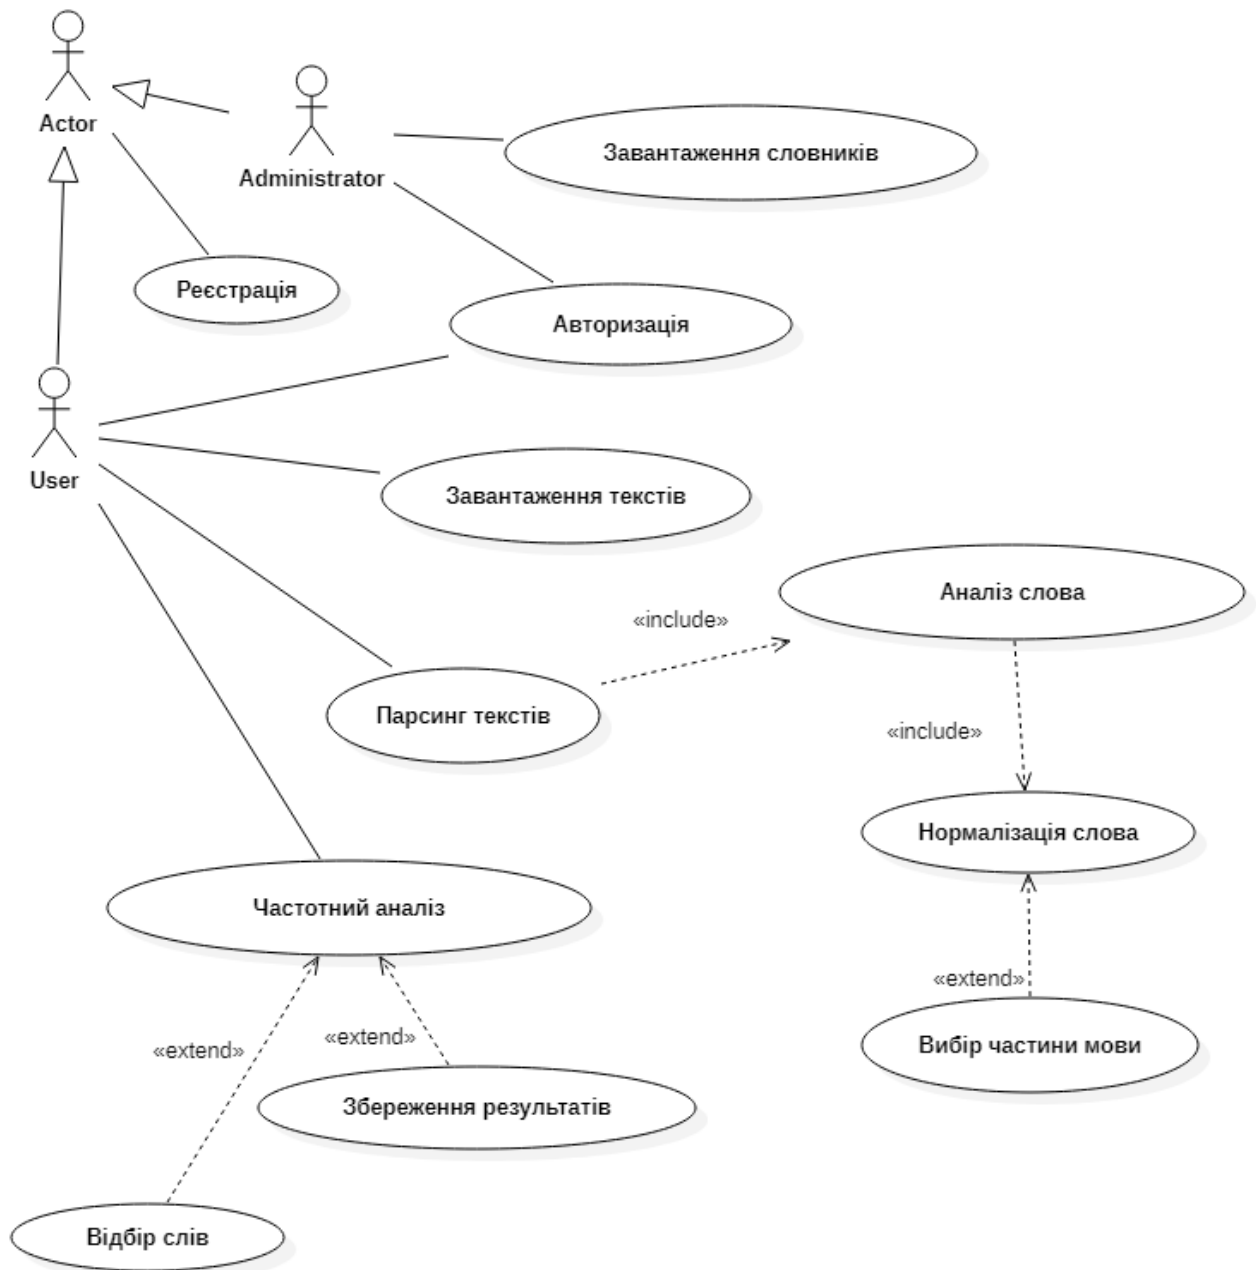 Actor
Administrator
Завантаження словників
Реєстрація
Авторизація
User
Завантаження текстів
Аналіз слова
«include»
Парсинг текстів
«include»
Нормалізація слова
Частотний аналіз
«extend»
«extend»
«extend»
Вибір частини мови
Збереження результатів
Відбір слів